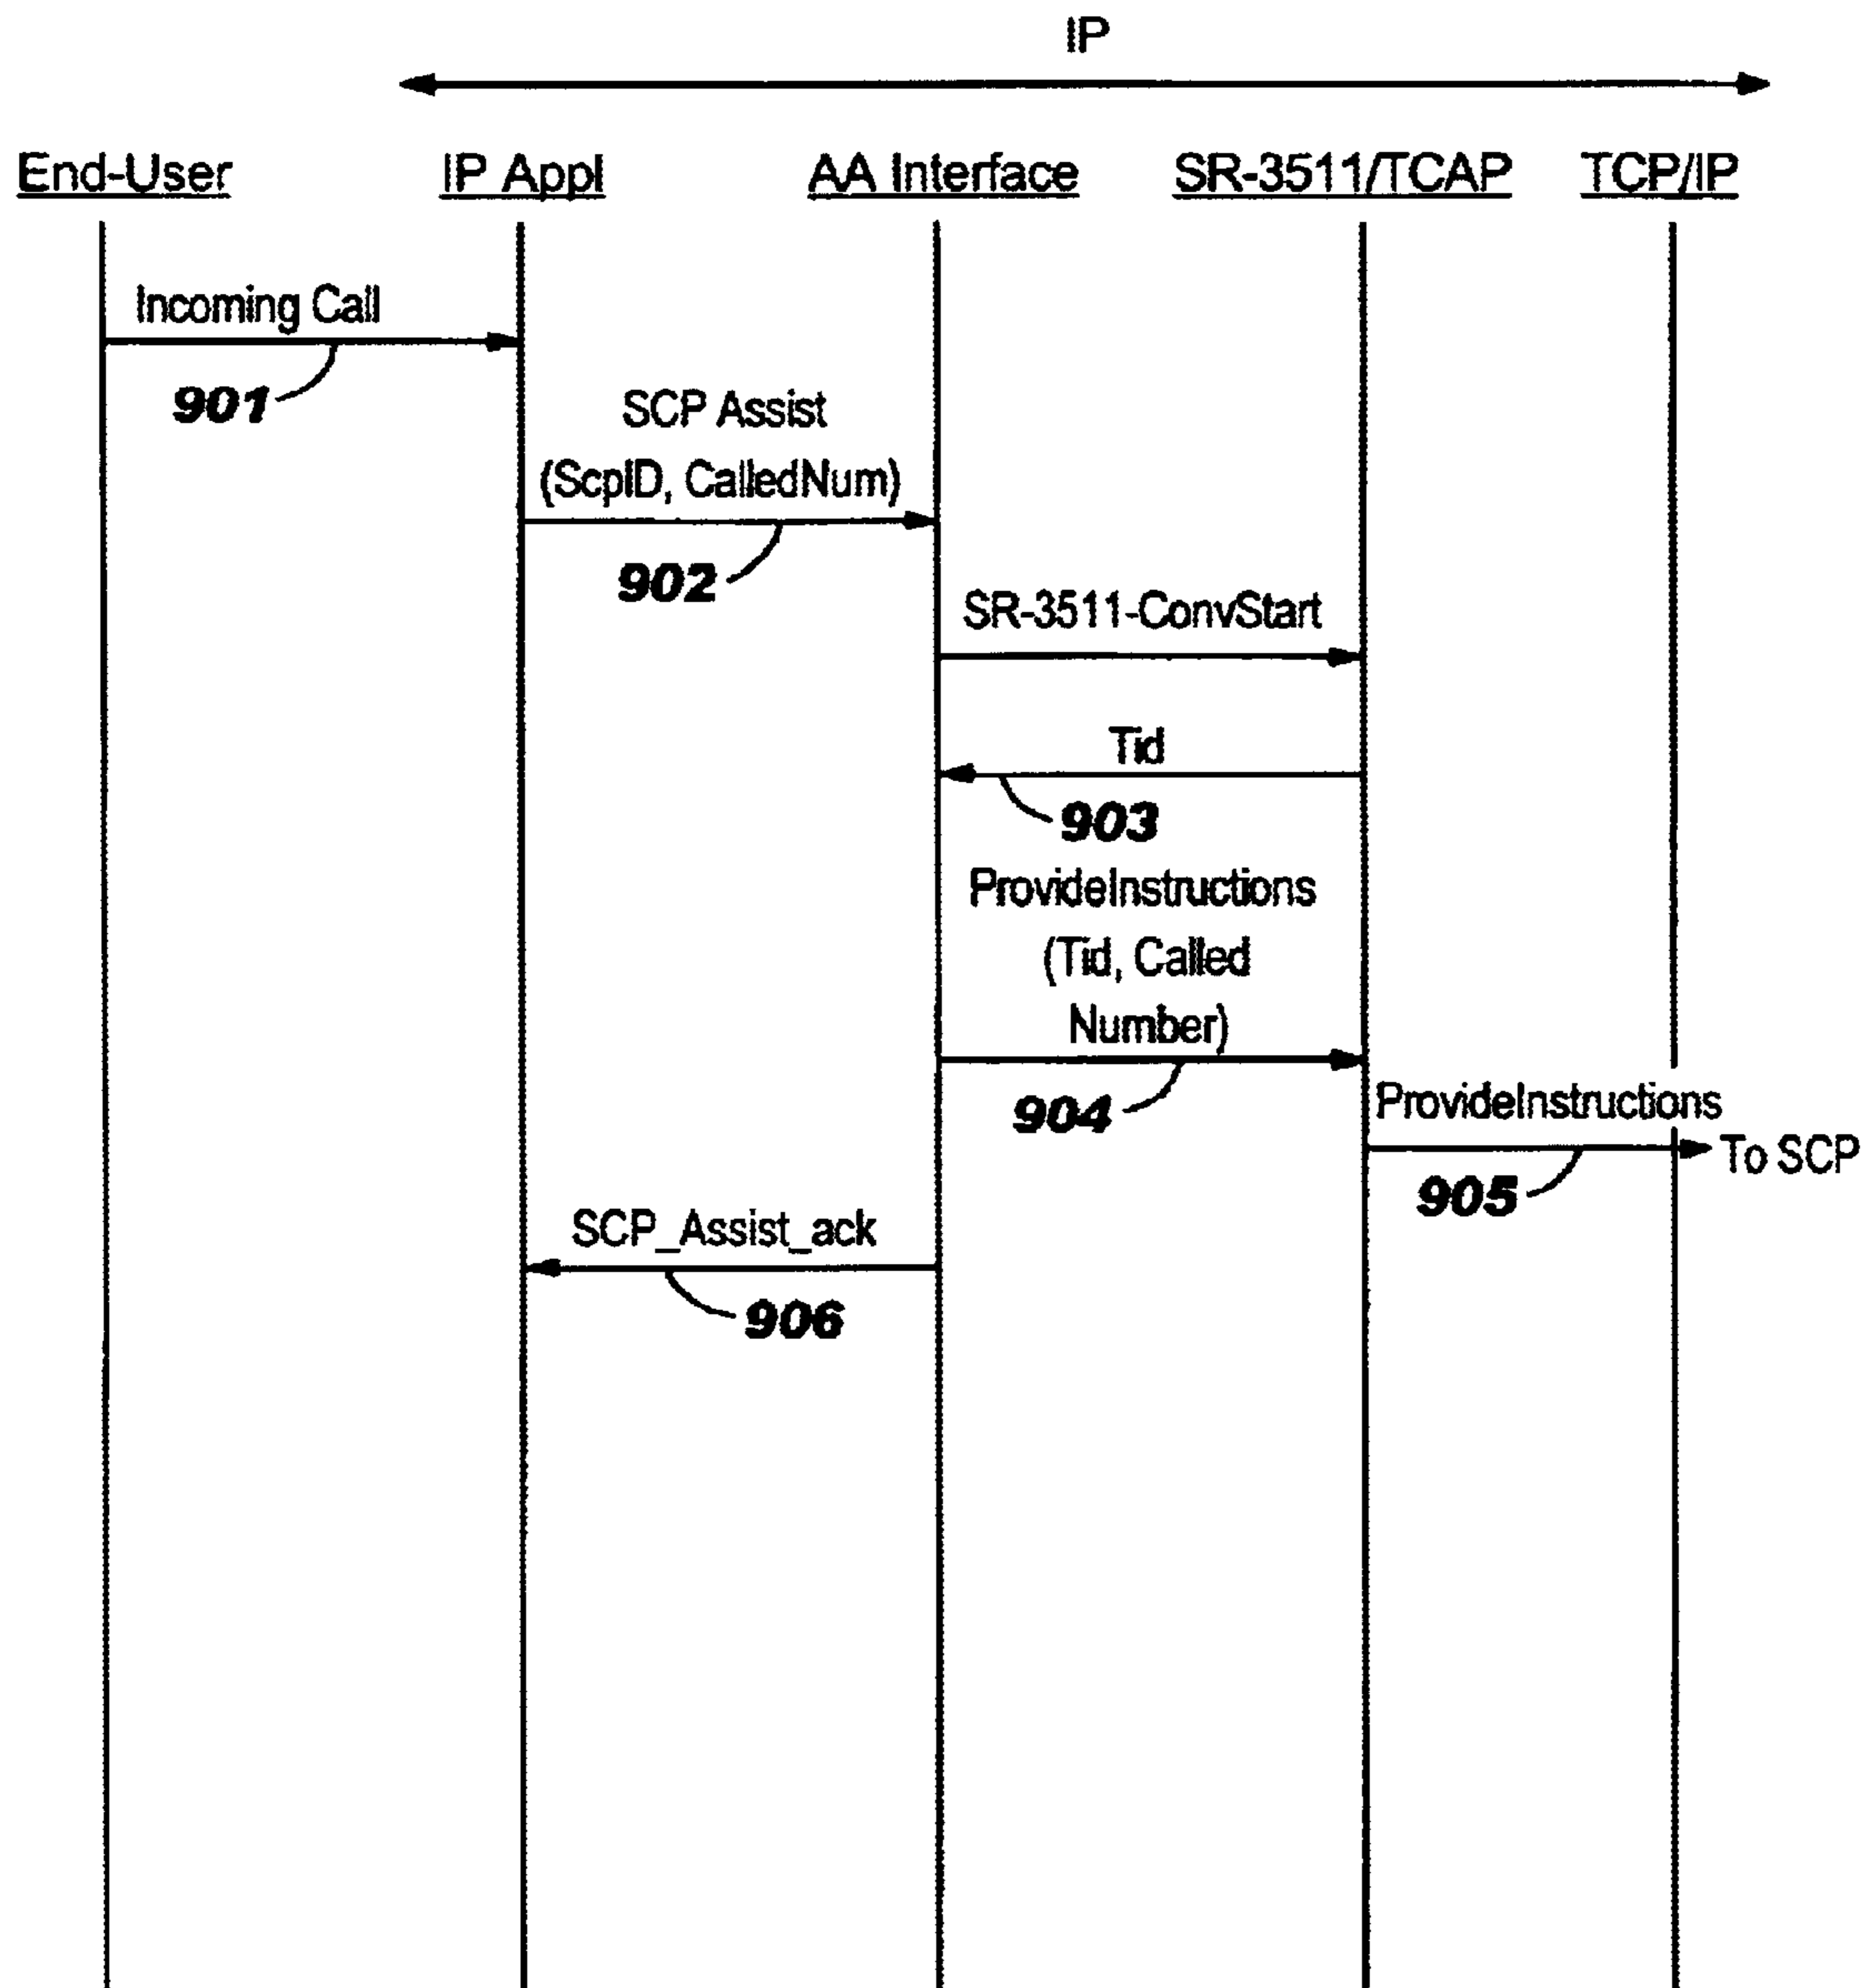 IP
End-User IP Appl AA Interface SR-3511/TCAP TCP/IP
Incoming Call
901
SCP Assist
(ScpID, CalledNum)
902
SR-3511-ConvStart
Tid
903
ProvideInstructions
(Tid, Called
Number)
904
ProvideInstructions
To SCP
905
SCP_Assist_ack
906